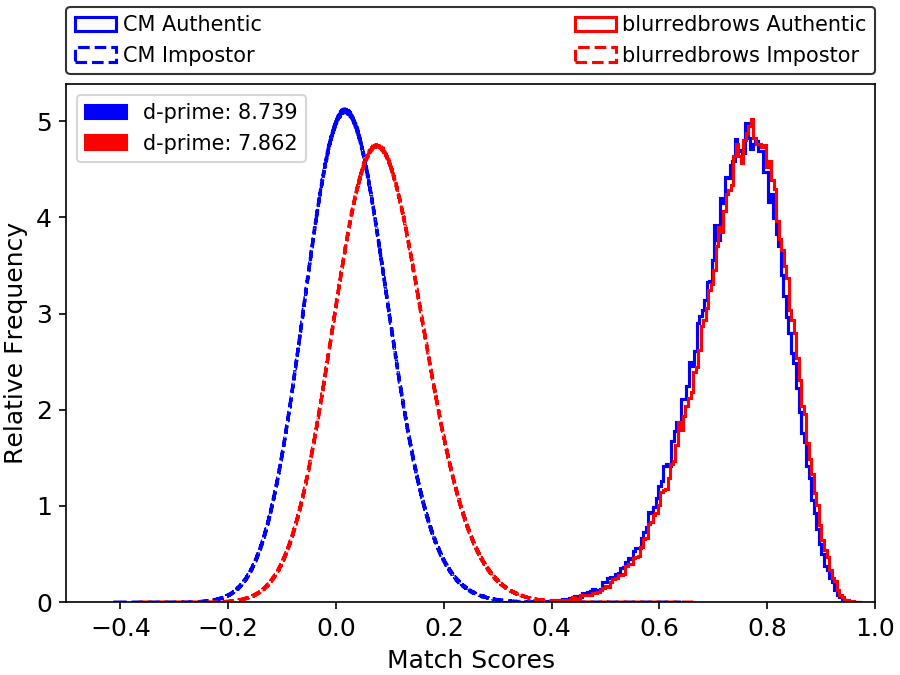 CM Authentic
CM Impostor
blurredbrows Authentic
blurredbrows Impostor
d-prime: 8.739
d-prime: 7.862
Relative Frequency
5
4
3
2
1
0
−0.4 −0.2 0.0 0.2 0.4 0.6 0.8 1.0
Match Scores